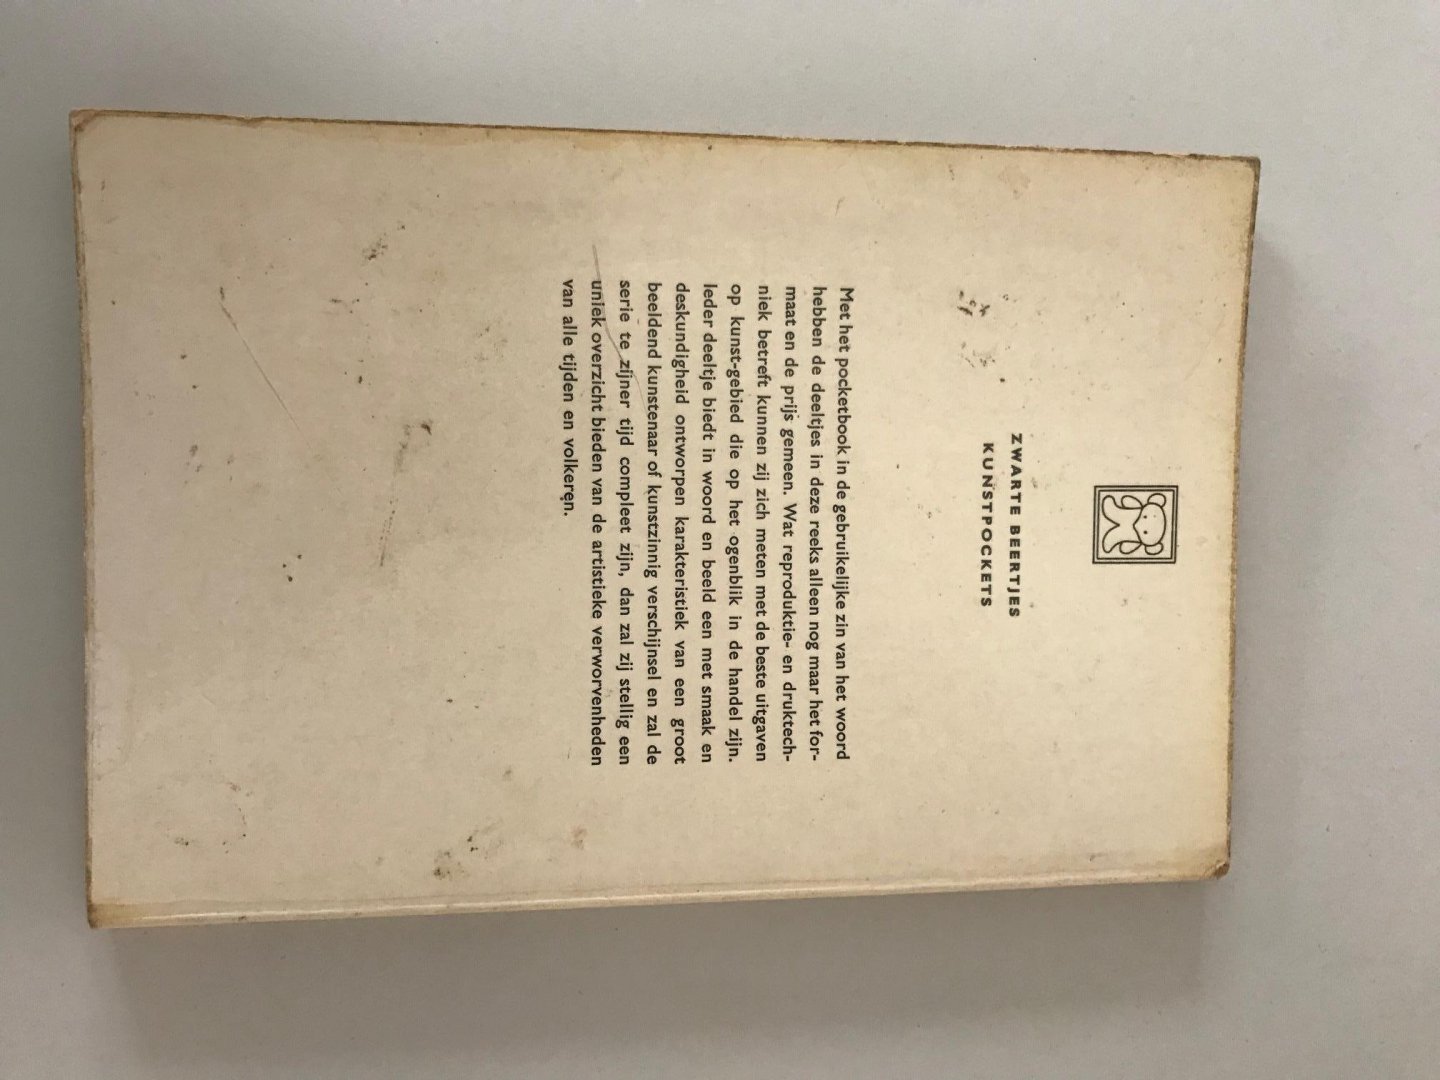 ZWARTE BEERTJES
KUNSTPOCKETS
Met het pocketbook in de gebruikelijke zin van het woord
hebben de deeltjes in deze reeks alleen nog maar het for-
maat en de prijs gemeen. Wat reproduktie- en druktech-
niek betreft kunnen zij zich meten met de beste uitgaven
op kunst-gebied die op het ogenblik in de handel zijn.
Ieder deeltje biedt in woord en beeld een met smaak en
deskundigheid ontworpen karakteristiek van een groot
beeldend kunstenaar of kunstzinnig verschijnsel en zal de
serie te zijner tijd compleet zijn, dan zal zij stellig een
uniek overzicht bieden van de artistieke verworvenheden
van alle tijden en volkeren.